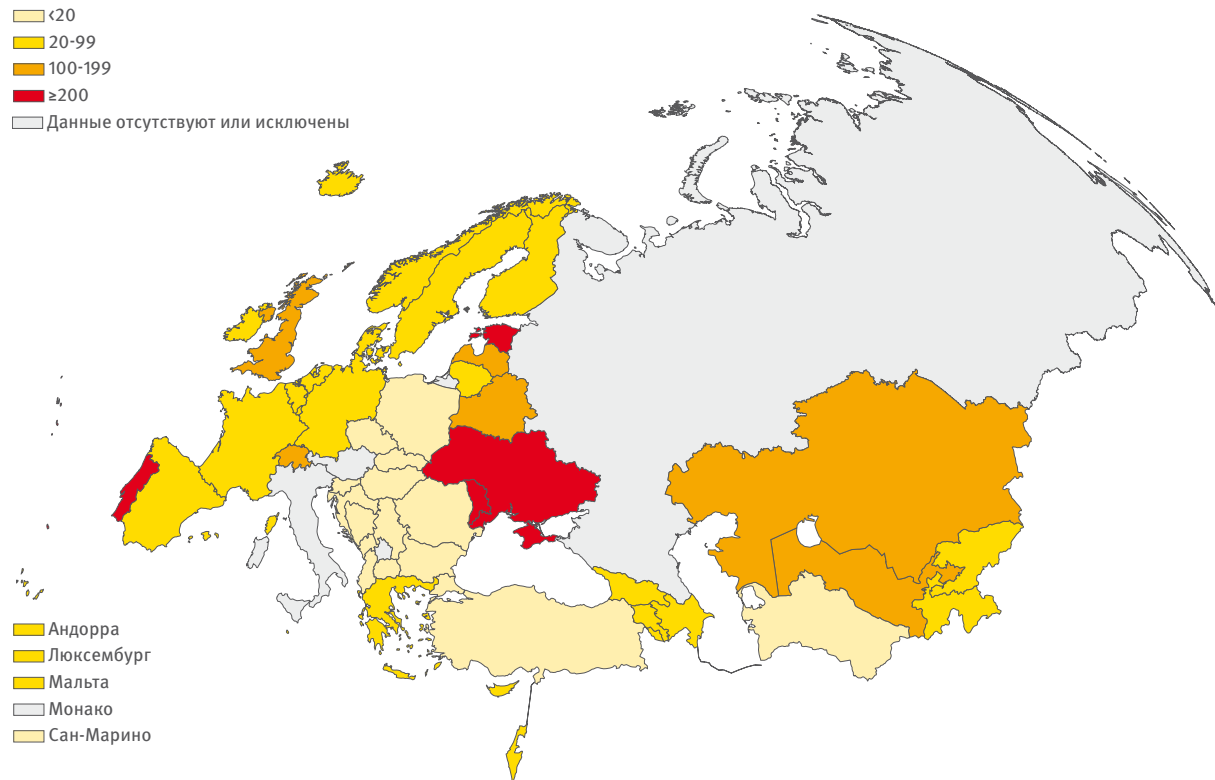 <20
20-99
100-199
≥200
Данные отсутствуют или исключены
Андорра
Люксембург
Мальта
Монако
Сан-Марино